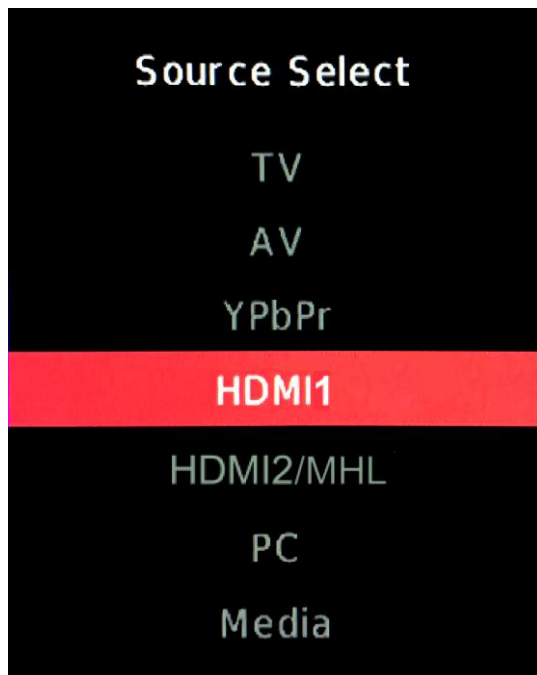 Source Select
TV
AV
YPbPr
HDMI1
HDMI2/MHL
PC
Media